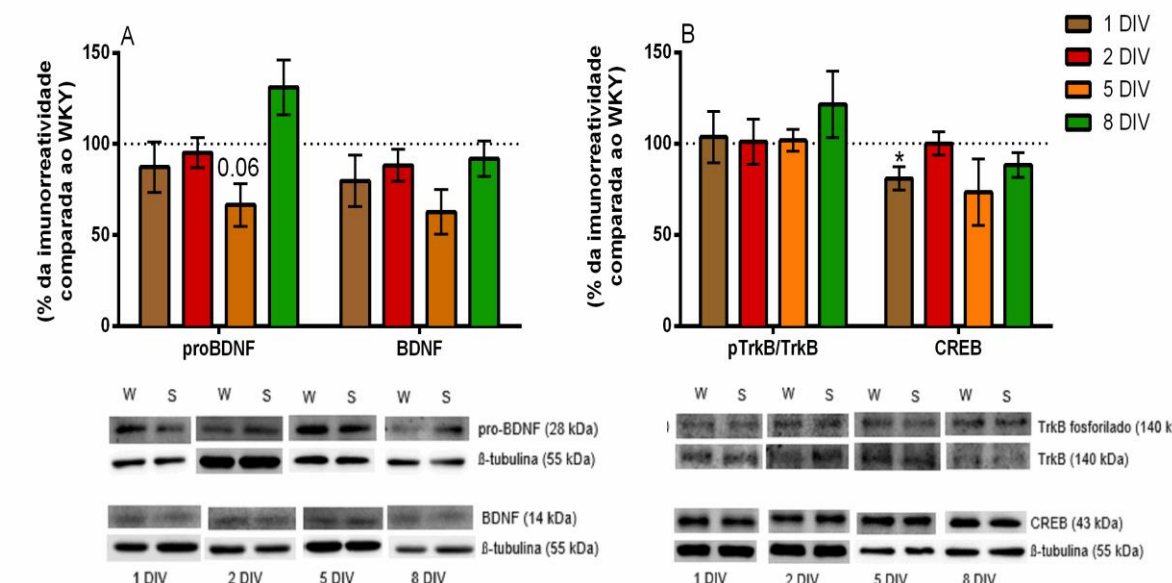 A
(% da imunorreatividade
comparada ao WKY)
150
100
50
0
0.06
proBDNF
BDNF
B
(% da imunorreatividade
comparada ao WKY)
150
100
50
0
*
pTrkB/TrkB
CREB
1 DIV
2 DIV
5 DIV
8 DIV
W S W S W S W S
pro-BDNF (28 kDa)
ß-tubulina (55 kDa)
BDNF (14 kDa)
ß-tubulina (55 kDa)
1 DIV 2 DIV 5 DIV 8 DIV
W S W S W S W S
)
TrkB fosforilado (140 k
TrkB (140 kDa)
CREB (43 kDa)
ß-tubulina (55 kDa)
1 DIV 2 DIV 5 DIV 8 DIV